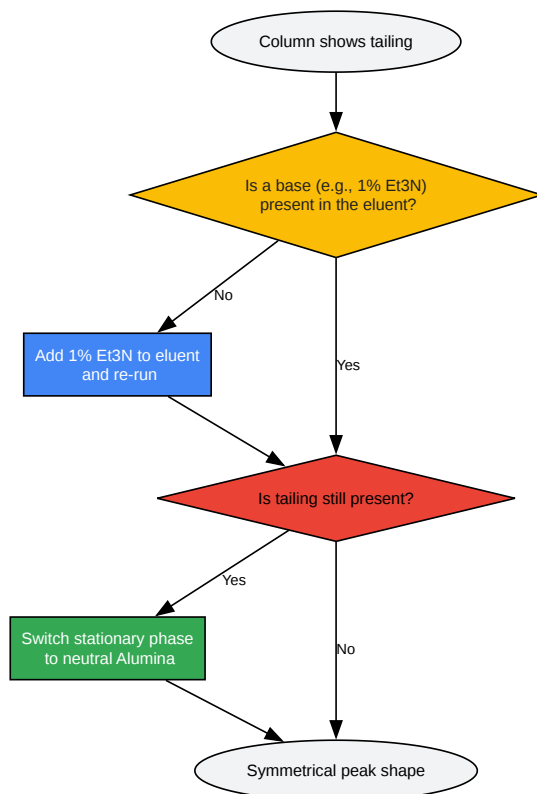 Column shows tailing
Is a base (e.g., 1% Et3N)
present in the eluent?
No
Add 1% Et3N to eluent
and re-run
Yes
Is tailing still present?
Yes
Switch stationary phase
to neutral Alumina
No
Symmetrical peak shape